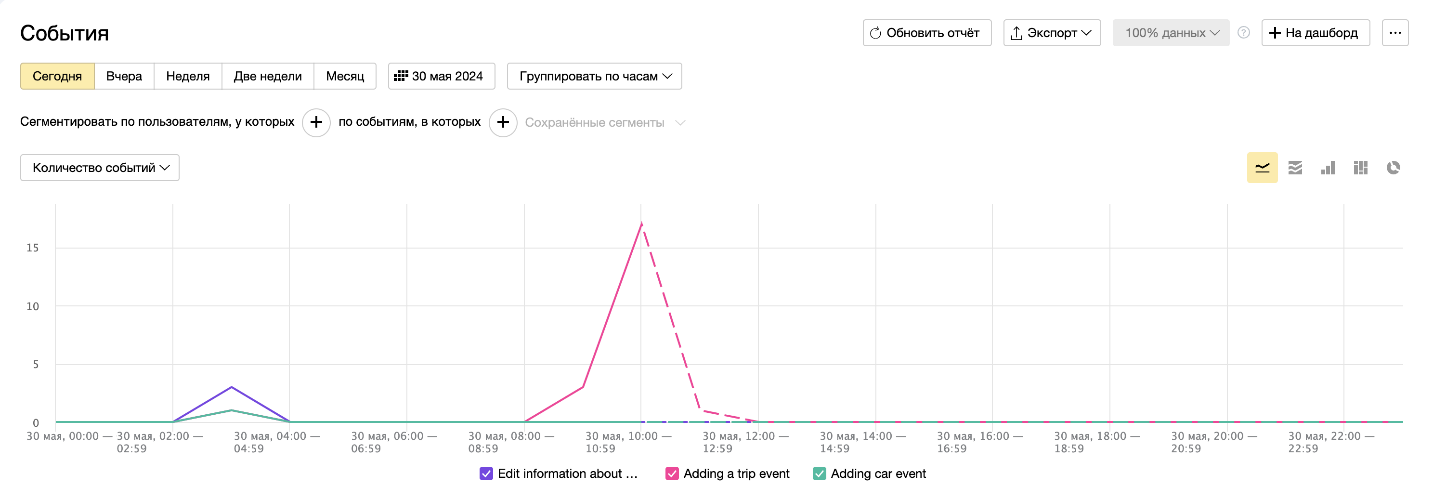 События
Обновить отчёт
Экспорт
100% данных
?
На дашборд
Сегодня
Вчера
Неделя
Две недели
Месяц
30 мая 2024
Группировать по часам
Сегментировать по пользователям, у которых + по событиям, в которых + Сохранённые сегменты
Количество событий
15
10
5
0
30 мая, 00:00 —
30 мая, 02:00 —
02:59
30 мая, 04:00 —
04:59
30 мая, 06:00 —
06:59
30 мая, 08:00 —
08:59
30 мая, 10:00 —
10:59
30 мая, 12:00 —
12:59
30 мая, 14:00 —
14:59
30 мая, 16:00 —
16:59
30 мая, 18:00 —
18:59
30 мая, 20:00 —
20:59
30 мая, 22:00 —
22:59
Edit information about ...
Adding a trip event
Adding car event